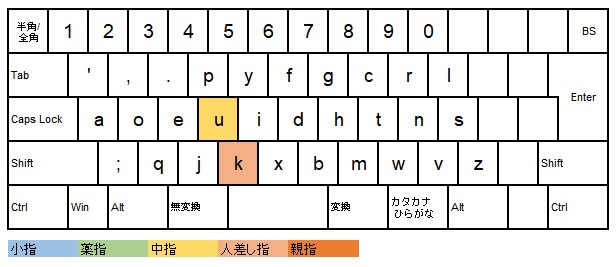 半角/全角 1 2 3 4 5 6 7 8 9 0 BS
Tab ' , . p y f g c r l
Enter
Caps Lock a o e u i d h t n s
Shift ; q j k x b m w v z Shift
Ctrl Win Alt 無変換 変換 カタカナひらがな Alt Ctrl
小指 薬指 中指 人差し指 親指